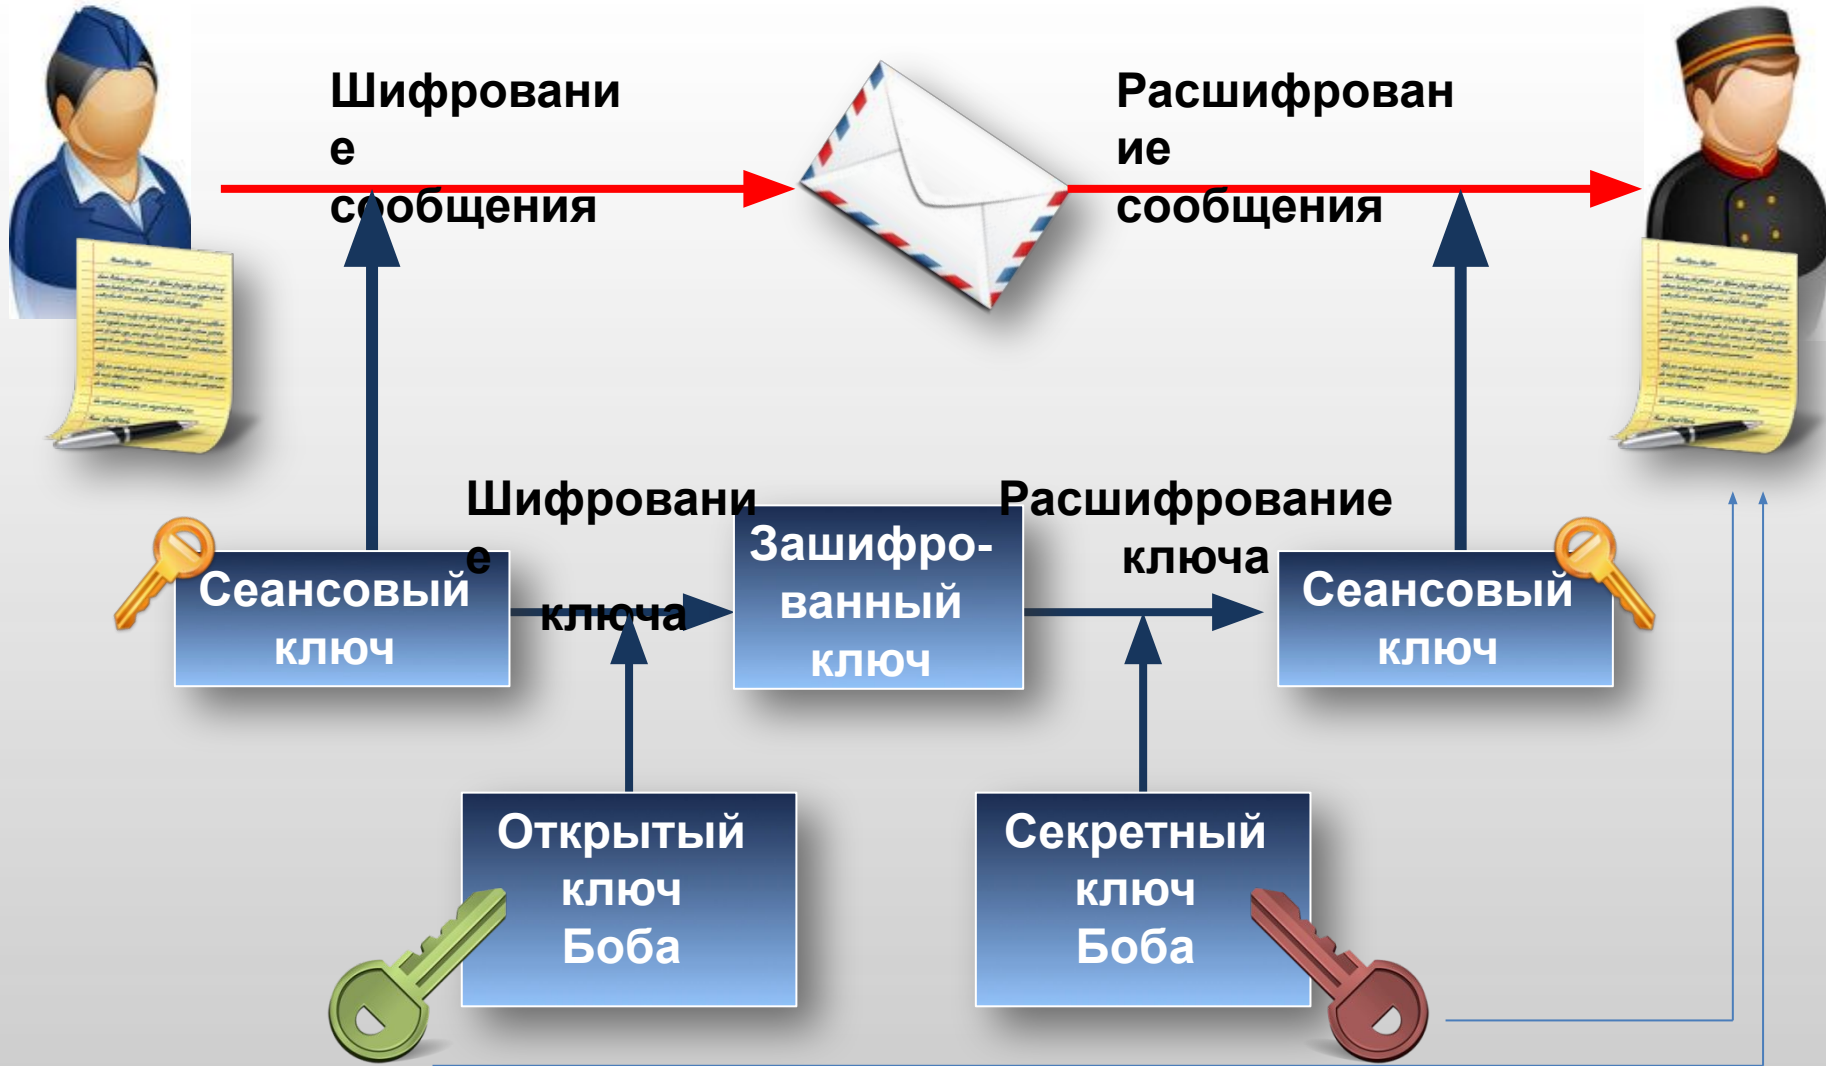 Шифровани
е
сообщения
Расшифрован
ие
сообщения
Шифровани
е
ключа
Расшифрование
ключа
Сеансовый
ключ
Зашифро-
ванный
ключ
Сеансовый
ключ
Открытый
ключ
Боба
Секретный
ключ
Боба